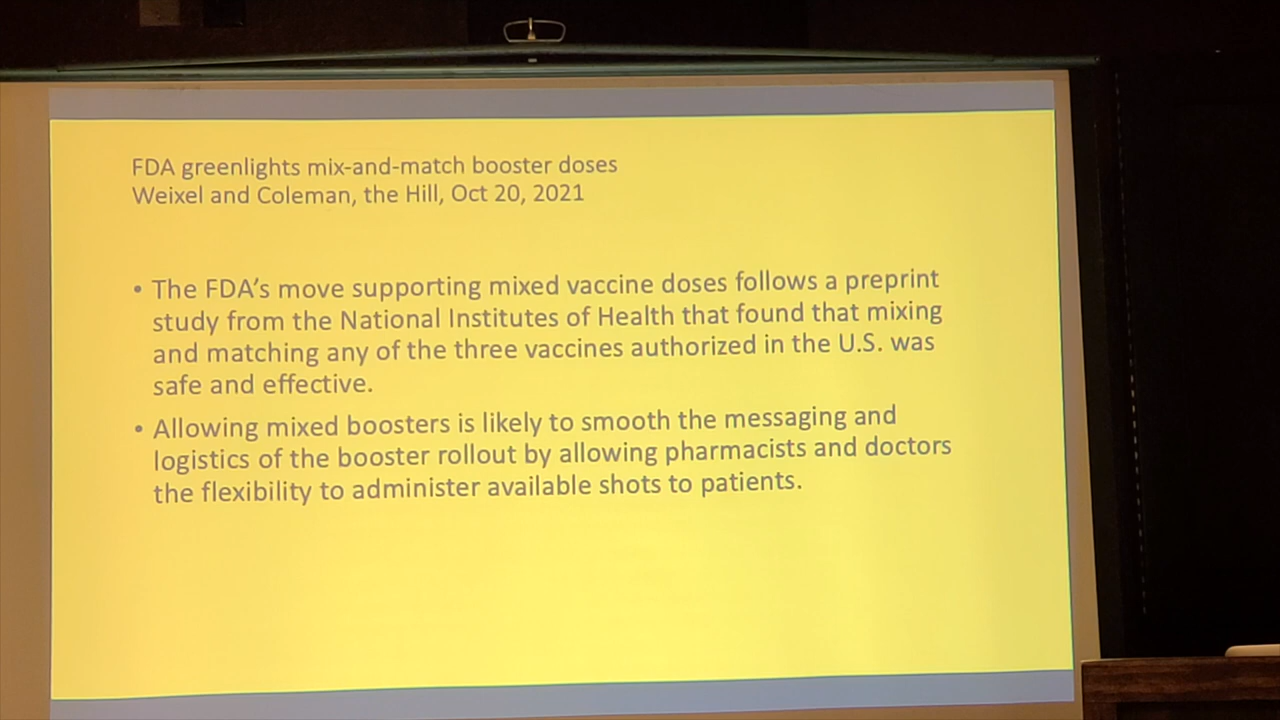 FDA greenlights mix-and-match booster doses
Weixel and Coleman, the Hill, Oct 20, 2021
• The FDA's move supporting mixed vaccine doses follows a preprint
study from the National Institutes of Health that found that mixing
and matching any of the three vaccines authorized in the U.S. was
safe and effective.
• Allowing mixed boosters is likely to smooth the messaging and
logistics of the booster rollout by allowing pharmacists and doctors
the flexibility to administer available shots to patients.